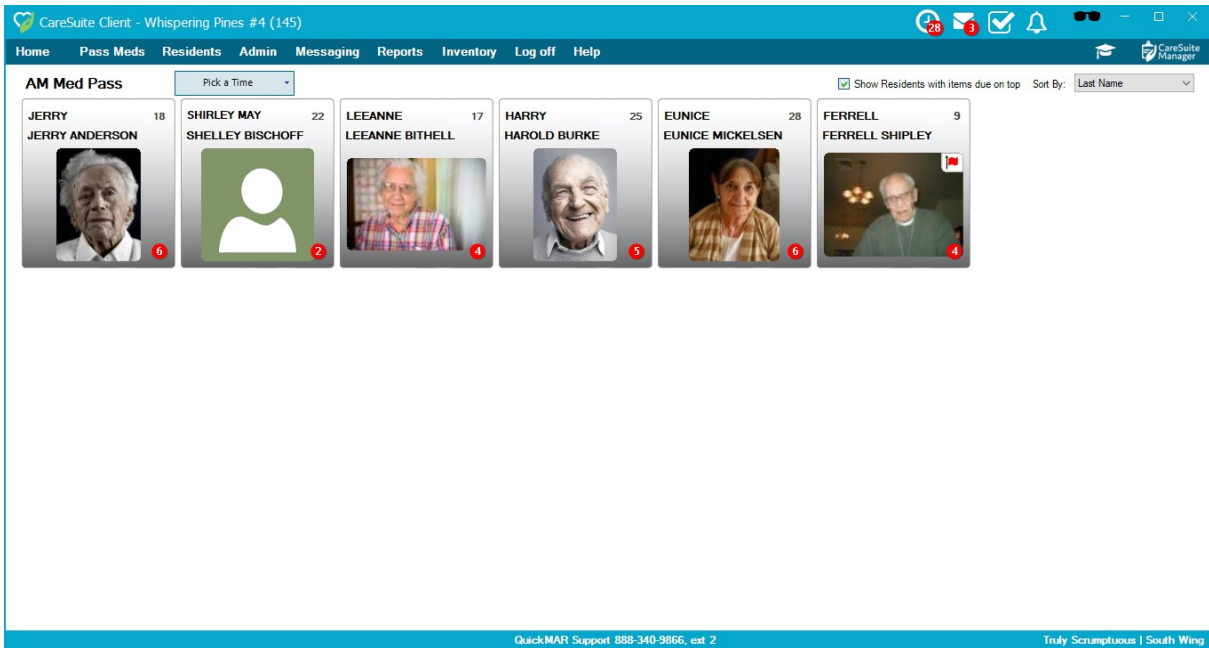 CareSuite Client - Whispering Pines #4 (145)
28
3
Home Pass Meds Residents Admin Messaging Reports Inventory Log off Help
CareSuite Manager
AM Med Pass
Pick a Time
Show Residents with items due on top Sort By: Last Name
JERRY 18
JERRY ANDERSON
6
SHIRLEY MAY 22
SHELLEY BISCHOFF
2
LEEANNE 17
LEEANNE BITHELL
4
HARRY 25
HAROLD BURKE
5
EUNICE 28
EUNICE MICKELSEN
6
FERRELL 9
FERRELL SHIPLEY
4
QuickMAR Support 888-340-9866, ext 2
Truly Scrumptuous | South Wing